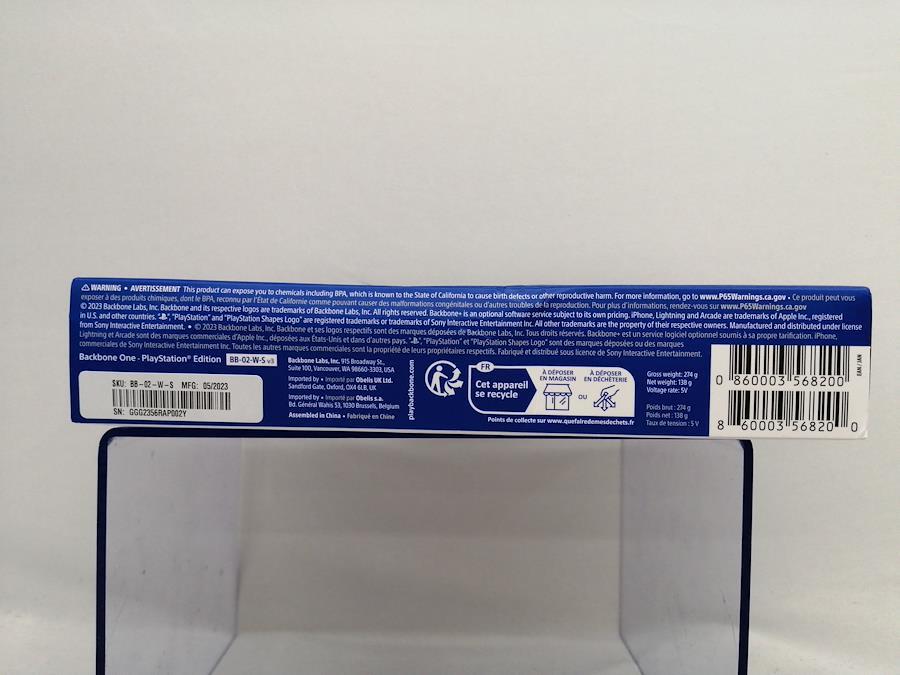 ⚠ WARNING • AVERTISSEMENT This product can expose you to chemicals including BPA, which is known to the State of California to cause birth defects or other reproductive harm. For more information, go to www.P65Warnings.ca.gov • Ce produit peut vous
exposer à des produits chimiques, dont le BPA, reconnu par l'État de Californie comme pouvant causer des malformations congénitales ou d'autres troubles de la reproduction. Pour plus d'informations, rendez-vous sur www.P65Warnings.ca.gov
© 2023 Backbone Labs, Inc. Backbone and its respective logos are trademarks of Backbone Labs, Inc. All rights reserved. Backbone+ is an optional software service subject to its own pricing. iPhone, Lightning and Arcade are trademarks of Apple Inc., registered
in U.S. and other countries. "PlayStation" and "PlayStation Shapes Logo" are registered trademarks or trademarks of Sony Interactive Entertainment Inc. All other trademarks are the property of their respective owners. Manufactured and distributed under license
from Sony Interactive Entertainment. • © 2023 Backbone Labs, Inc. Backbone et ses logos respectifs sont des marques déposées de Backbone Labs, Inc. Tous droits réservés. Backbone+ est un service logiciel optionnel soumis à sa propre tarification. iPhone,
Lightning et Arcade sont des marques d'Apple Inc., déposées aux États-Unis et dans d'autres pays. "PlayStation" et "PlayStation Shapes Logo" sont des marques déposées ou des marques
commerciales de Sony Interactive Entertainment Inc. Toutes les autres marques commerciales sont la propriété de leurs propriétaires respectifs. Fabriqué et distribué sous licence de Sony Interactive Entertainment.
Backbone One - PlayStation® Edition BB-02-W-S v3
SKU: BB-02-W-S MFG: 05/2023
SN: GGG2356RAP002Y
Backbone Labs, Inc. 915 Broadway St.,
Suite 100, Vancouver, WA 98660-3303, USA
Imported by • Importé par Obelis UK Ltd.
Sandford Gate, Oxford, OX4 6LB, UK
Imported by • Importé par Obelis s.a.
Bd. Général Wahis 53, 1030 Brussels, Belgium
Assembled in China • Fabriqué en Chine
playbackbone.com
FR
Cet appareil
se recycle
À DÉPOSER
EN MAGASIN
OU
À DÉPOSER
EN DÉCHÈTERIE
Points de collecte sur www.quefairedemesdechets.fr
Gross weight: 274 g
Net weight: 138 g
Voltage rate: 5V
Poids brut : 274 g
Poids net : 138 g
Taux de tension : 5 V
0 860003 568200
8 60003 56820 0
EAN / JAN